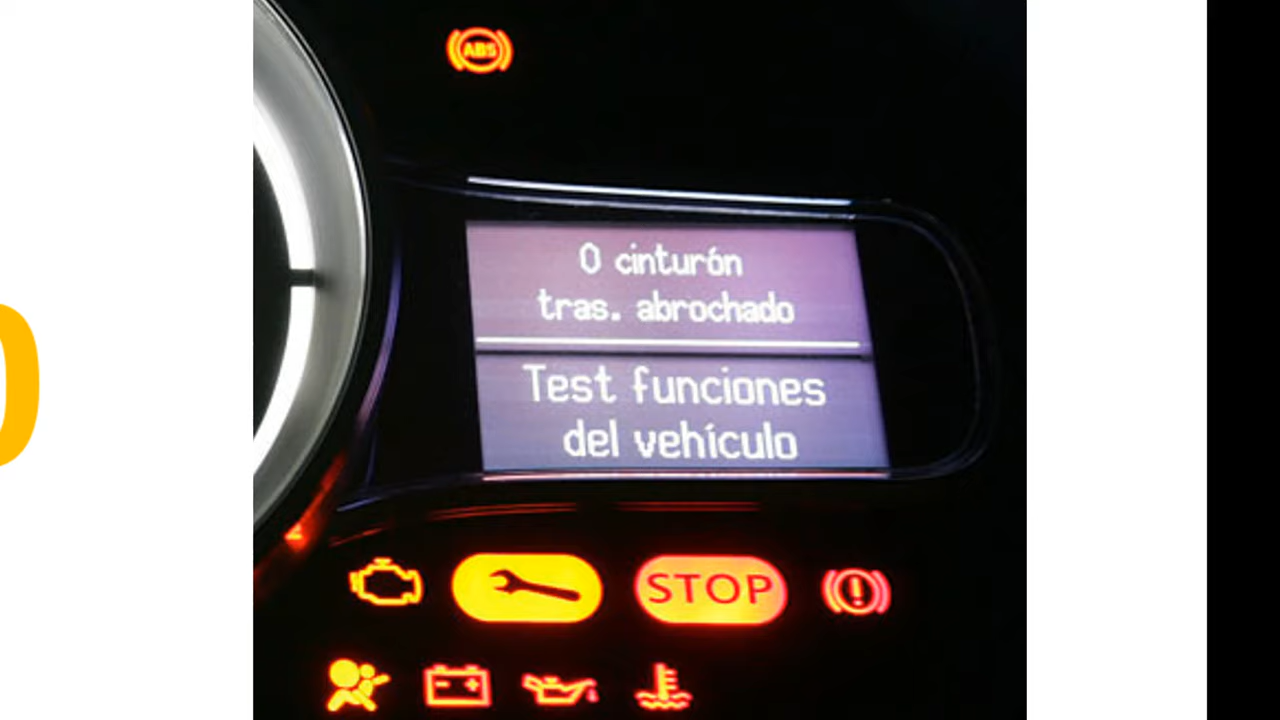 ABS
0 cinturón
tras. abrochado
Test funciones
del vehículo
STOP